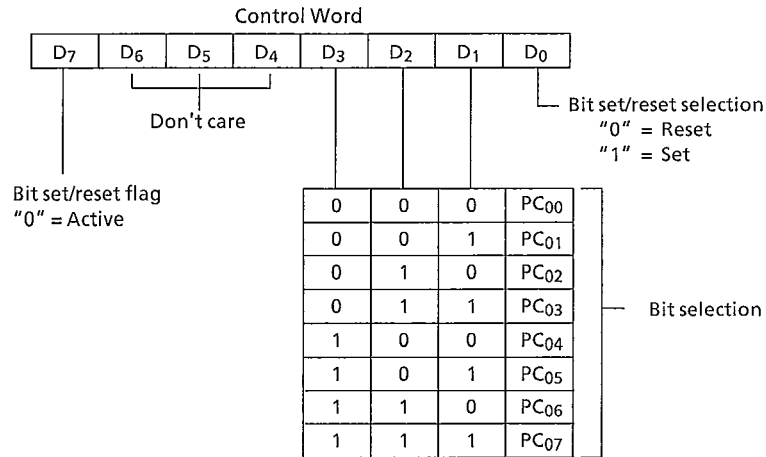 Control Word
D7 D6 D5 D4 D3 D2 D1 D0
Don't care
Bit set/reset selection
"0" = Reset
"1" = Set
Bit set/reset flag
"0" = Active
0 0 0 PC00
0 0 1 PC01
0 1 0 PC02
0 1 1 PC03
Bit selection
1 0 0 PC04
1 0 1 PC05
1 1 0 PC06
1 1 1 PC07